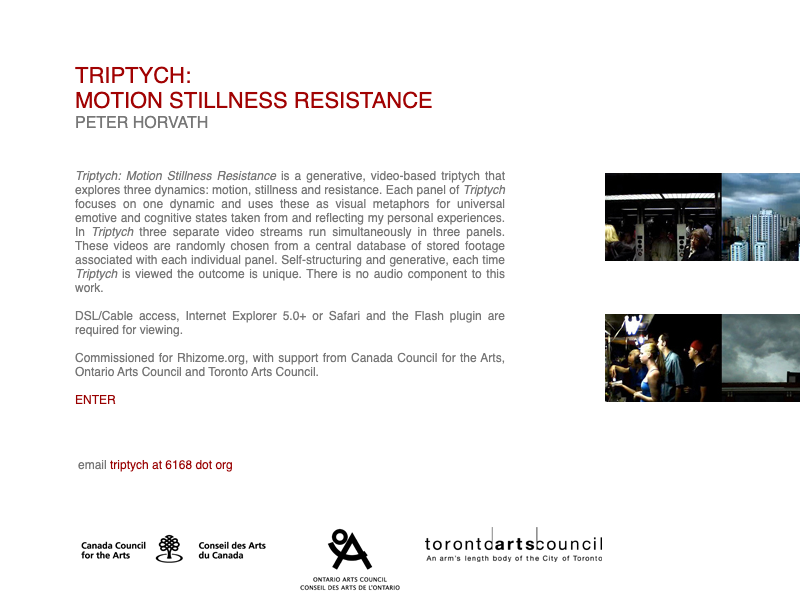 TRIPTYCH:
MOTION STILLNESS RESISTANCE
PETER HORVATH
Triptych: Motion Stillness Resistance is a generative, video-based triptych that
explores three dynamics: motion, stillness and resistance. Each panel of Triptych
focuses on one dynamic and uses these as visual metaphors for universal
emotive and cognitive states taken from and reflecting my personal experiences.
In Triptych three separate video streams run simultaneously in three panels.
These videos are randomly chosen from a central database of stored footage
associated with each individual panel. Self-structuring and generative, each time
Triptych is viewed the outcome is unique. There is no audio component to this
work.
DSL/Cable access, Internet Explorer 5.0+ or Safari and the Flash plugin are
required for viewing.
Commissioned for Rhizome.org, with support from Canada Council for the Arts,
Ontario Arts Council and Toronto Arts Council.
ENTER
email triptych at 6168 dot org
Canada Council
for the Arts
Conseil des Arts
du Canada
ONTARIO ARTS COUNCIL
CONSEIL DES ARTS DE L'ONTARIO
torontoartscouncil
An arm's length body of the City of Toronto